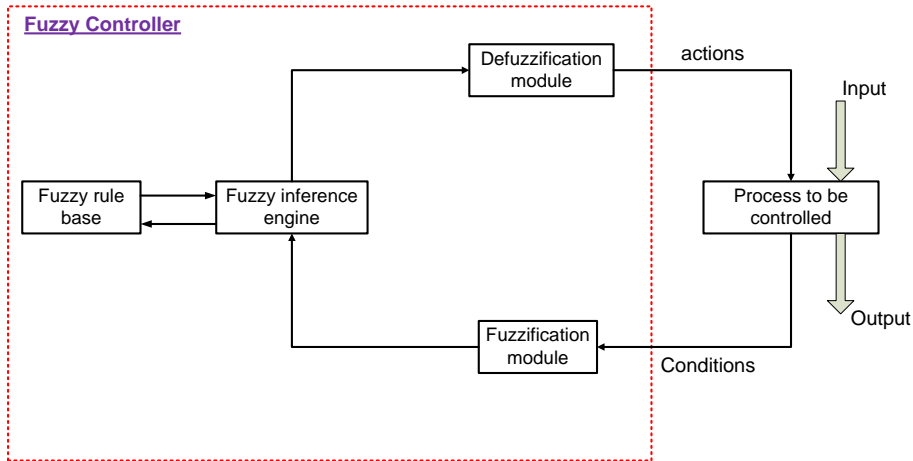 Fuzzy Controller
Defuzzification
module
actions
Input
Fuzzy rule
base
Fuzzy inference
engine
Process to be
controlled
Output
Fuzzification
module
Conditions